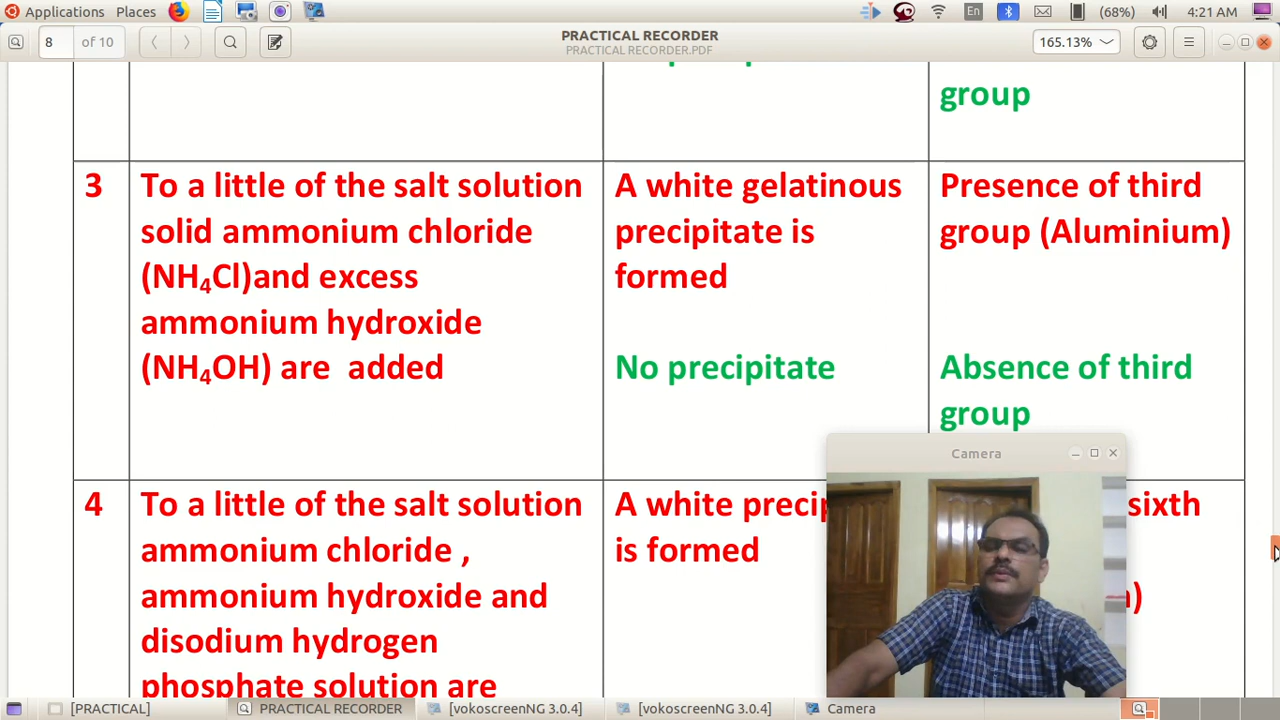 Applications Places En (68%) 4:21 AM
8 of 10 PRACTICAL RECORDER 165.13%
PRACTICAL RECORDER.PDF
group
3 To a little of the salt solution A white gelatinous Presence of third
solid ammonium chloride precipitate is group (Aluminium)
(NH₄Cl)and excess formed
ammonium hydroxide
(NH₄OH) are added No precipitate Absence of third
group
Camera
4 To a little of the salt solution A white precip sixth
ammonium chloride , is formed
ammonium hydroxide and )
disodium hydrogen
phosphate solution are
[PRACTICAL] PRACTICAL RECORDER [vokoscreenNG 3.0.4] [vokoscreenNG 3.0.4] Camera